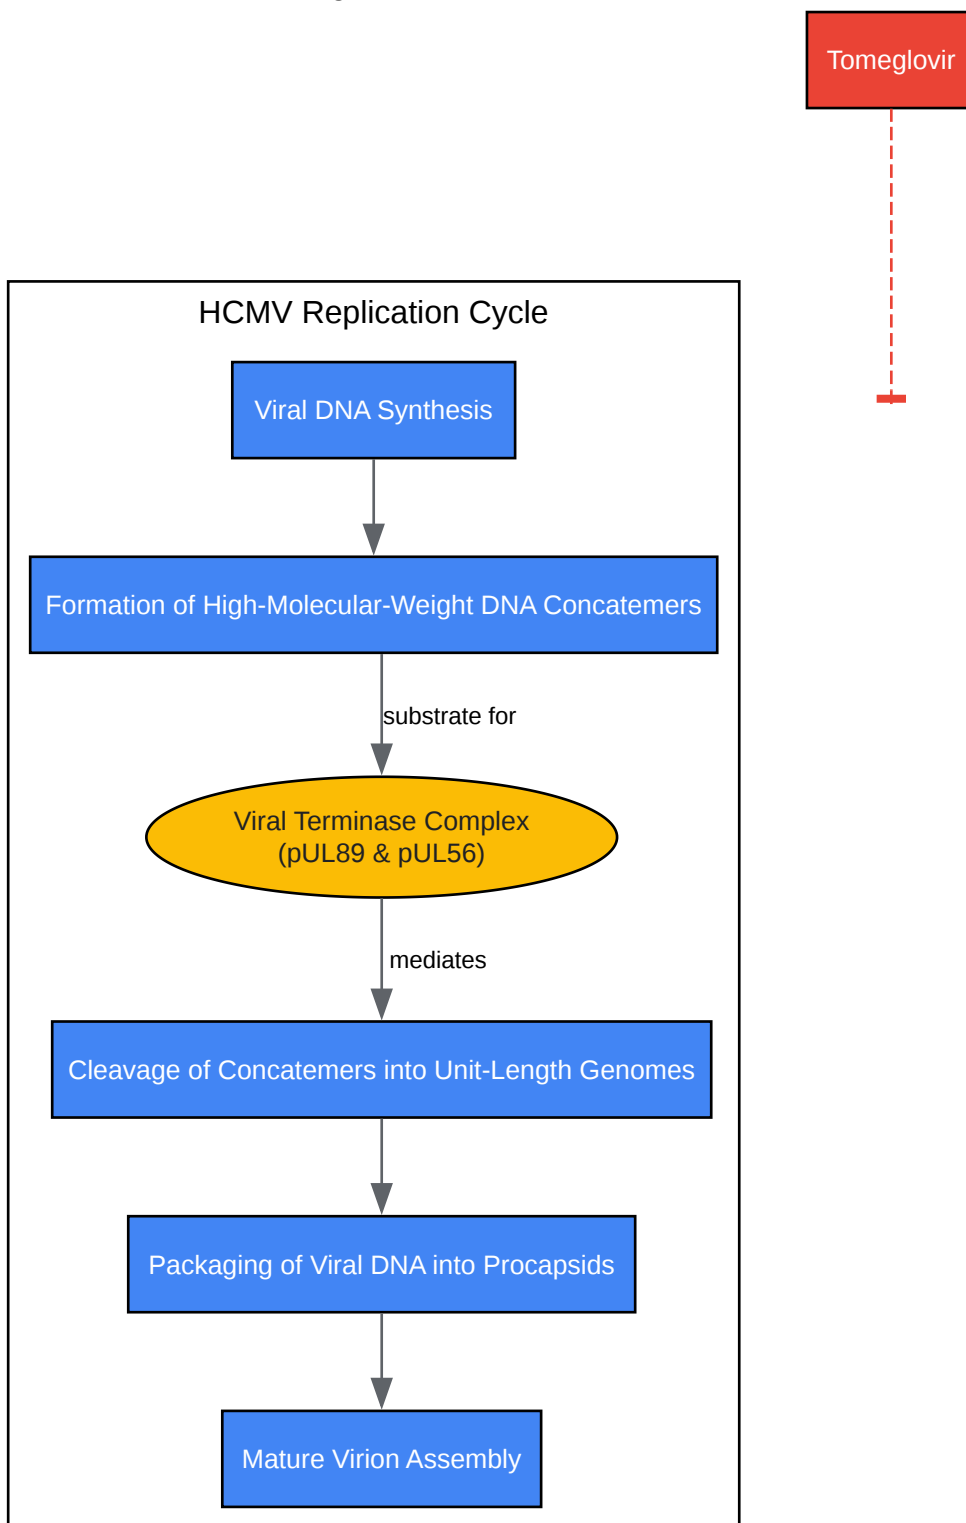 Tomeglovir
HCMV Replication Cycle
Viral DNA Synthesis
Formation of High-Molecular-Weight DNA Concatemers
substrate for
Viral Terminase Complex
(pUL89 & pUL56)
mediates
Cleavage of Concatemers into Unit-Length Genomes
Packaging of Viral DNA into Procapsids
Mature Virion Assembly